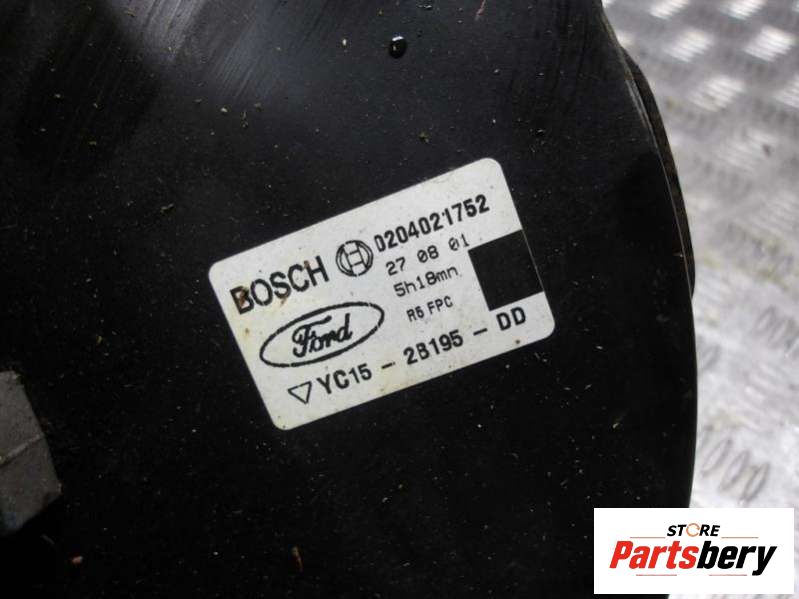 BOSCH 0204021752
27 08 01
5h18mn
R6 FPC
Ford
YC15 - 2B195 - DD
STORE
Partsbery